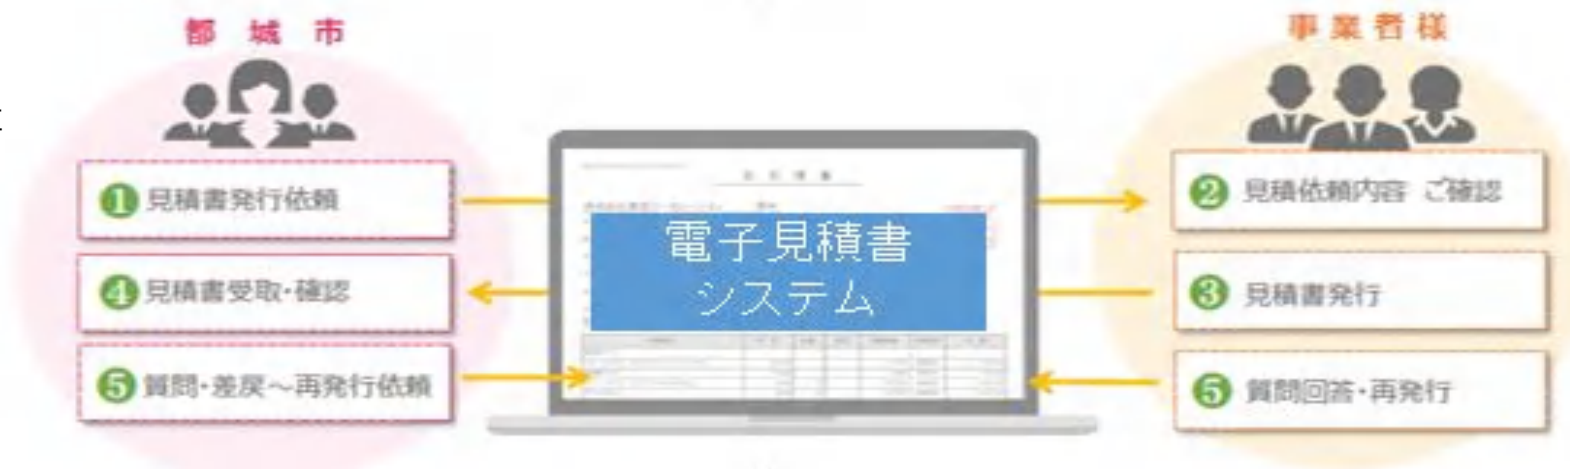 都城市
事業者様
❶ 見積書発行依頼
❷ 見積依頼内容 ご確認
電子見積書
システム
❹ 見積書受取・確認
❸ 見積書発行
❺ 質問・差戻～再発行依頼
❺ 質問回答・再発行